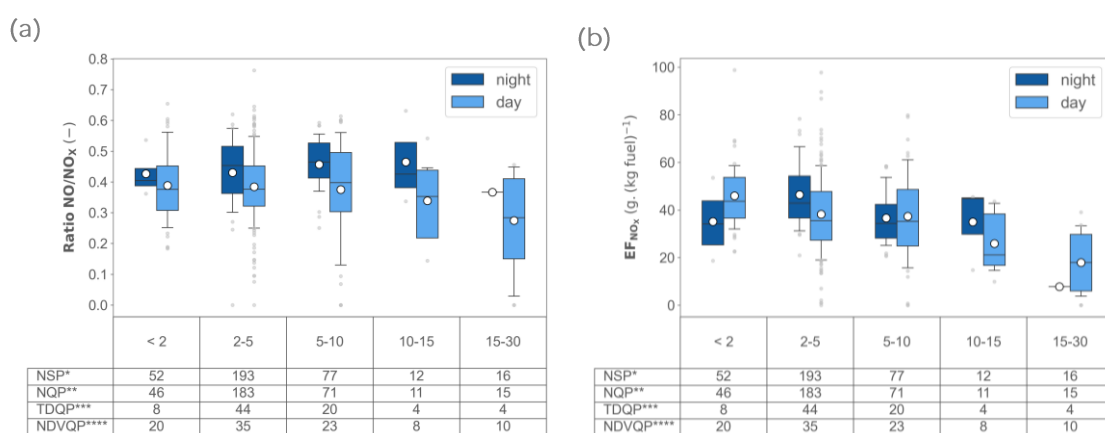 (a)
0.8
0.7
0.6
0.5
0.4
0.3
0.2
0.1
0.0
Ratio NO/NOx (−)
night
day
< 2 2-5 5-10 10-15 15-30
NSP* 52 193 77 12 16
NQP** 46 183 71 11 15
TDQP*** 8 44 20 4 4
NDVQP**** 20 35 23 8 10
(b)
100
80
60
40
20
0
EF NOx (g. (kg fuel)−1
night
day
< 2 2-5 5-10 10-15 15-30
NSP* 52 193 77 12 16
NQP** 46 183 71 11 15
TDQP*** 8 44 20 4 4
NDVQP**** 20 35 23 8 10